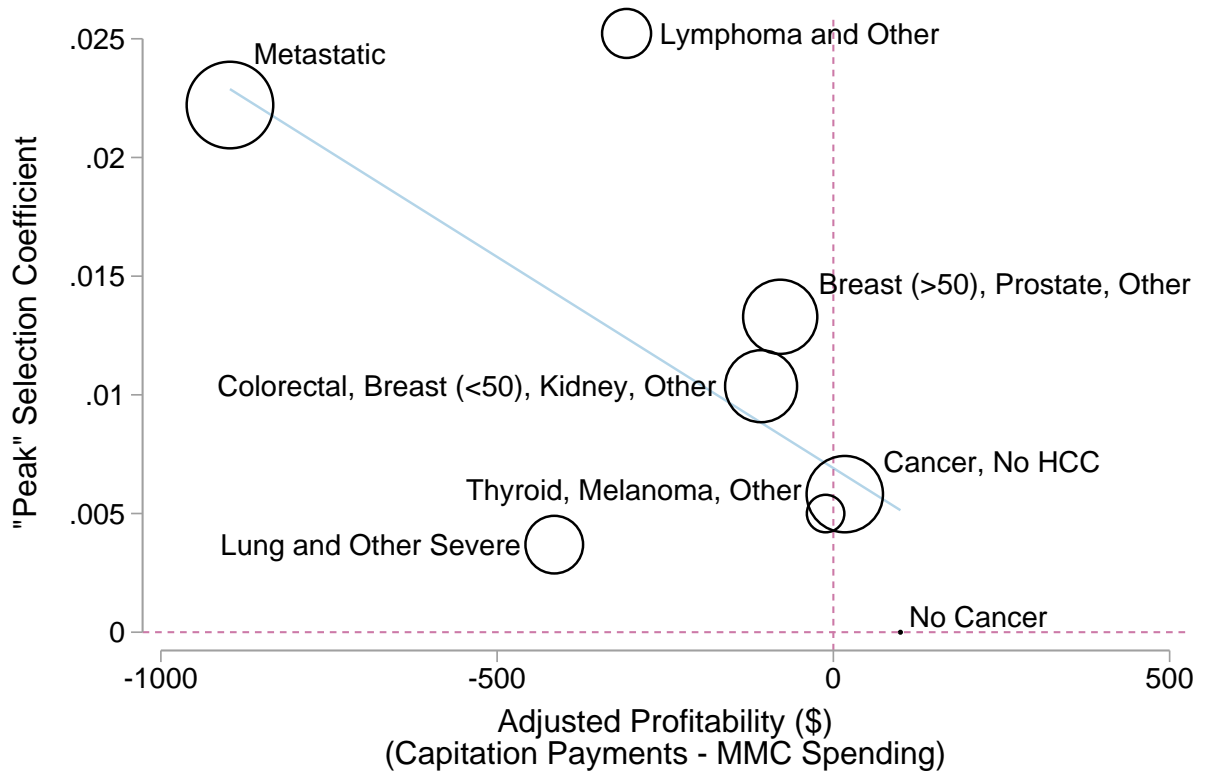 .025
.02
.015
.01
.005
0
"Peak" Selection Coefficient
Metastatic
Lymphoma and Other
Breast (>50), Prostate, Other
Colorectal, Breast (<50), Kidney, Other
Cancer, No HCC
Thyroid, Melanoma, Other
Lung and Other Severe
No Cancer
-1000
-500
0
500
Adjusted Profitability ($)
(Capitation Payments - MMC Spending)